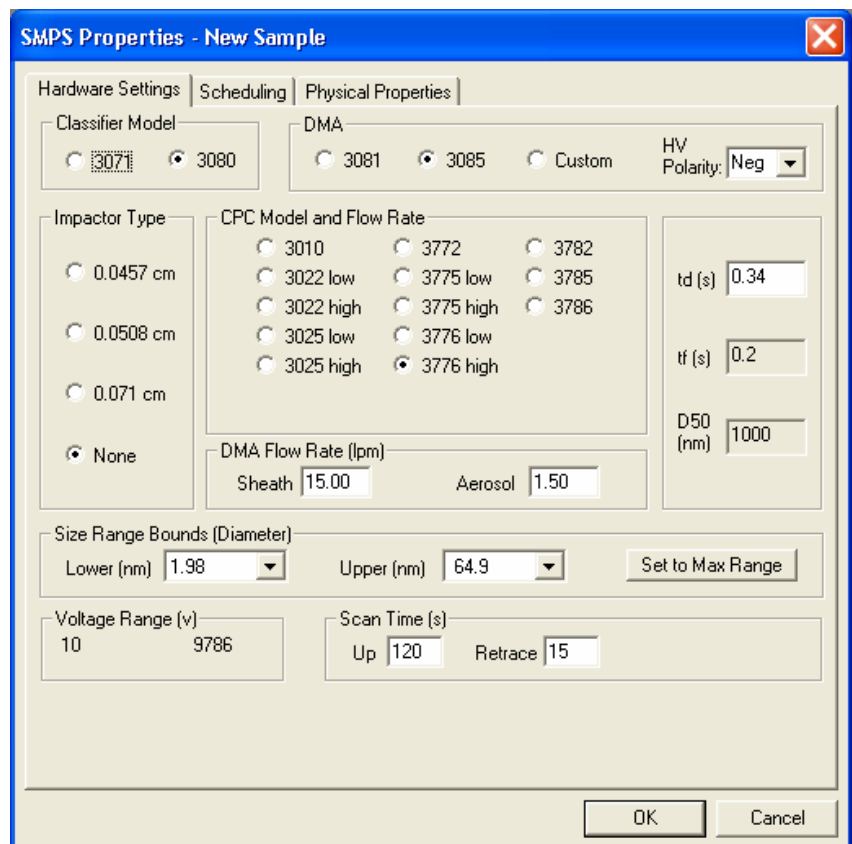 SMPS Properties - New Sample
Hardware Settings Scheduling Physical Properties
Classifier Model
3071 3080
DMA
3081 3085 Custom
HV
Polarity: Neg
Impactor Type
0.0457 cm
0.0508 cm
0.071 cm
None
CPC Model and Flow Rate
3010 3772 3782
3022 low 3775 low 3785
3022 high 3775 high 3786
3025 low 3776 low
3025 high 3776 high
td (s) 0.34
tf (s) 0.2
D50
(nm) 1000
DMA Flow Rate (lpm)
Sheath 15.00 Aerosol 1.50
Size Range Bounds (Diameter)
Lower (nm) 1.98 Upper (nm) 64.9 Set to Max Range
Voltage Range (v)
10 9786
Scan Time (s)
Up 120 Retrace 15
OK Cancel